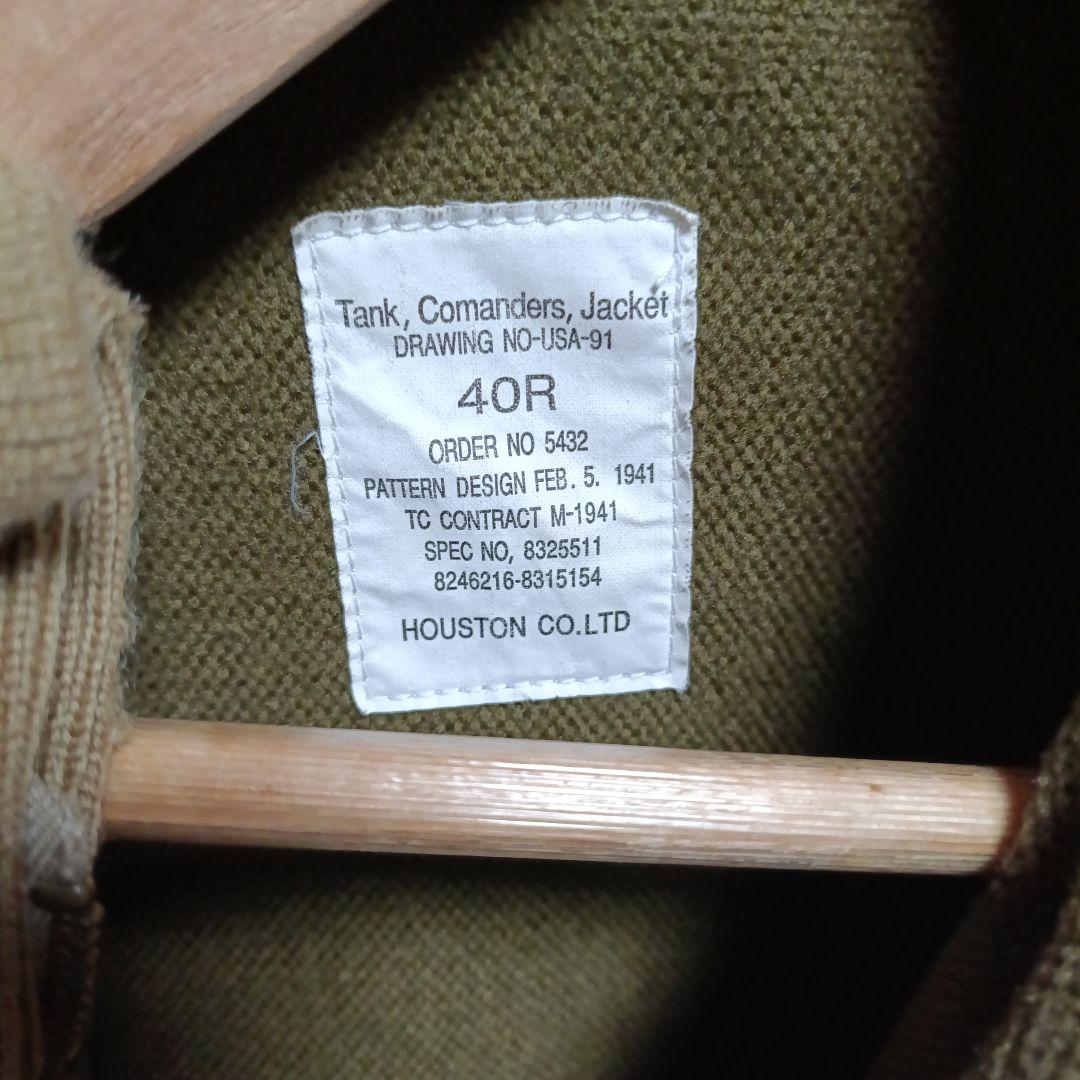 Tank, Comanders, Jacket
DRAWING NO-USA-91
40R
ORDER NO 5432
PATTERN DESIGN FEB. 5. 1941
TC CONTRACT M-1941
SPEC NO, 8325511
8246216-8315154
HOUSTON CO.LTD